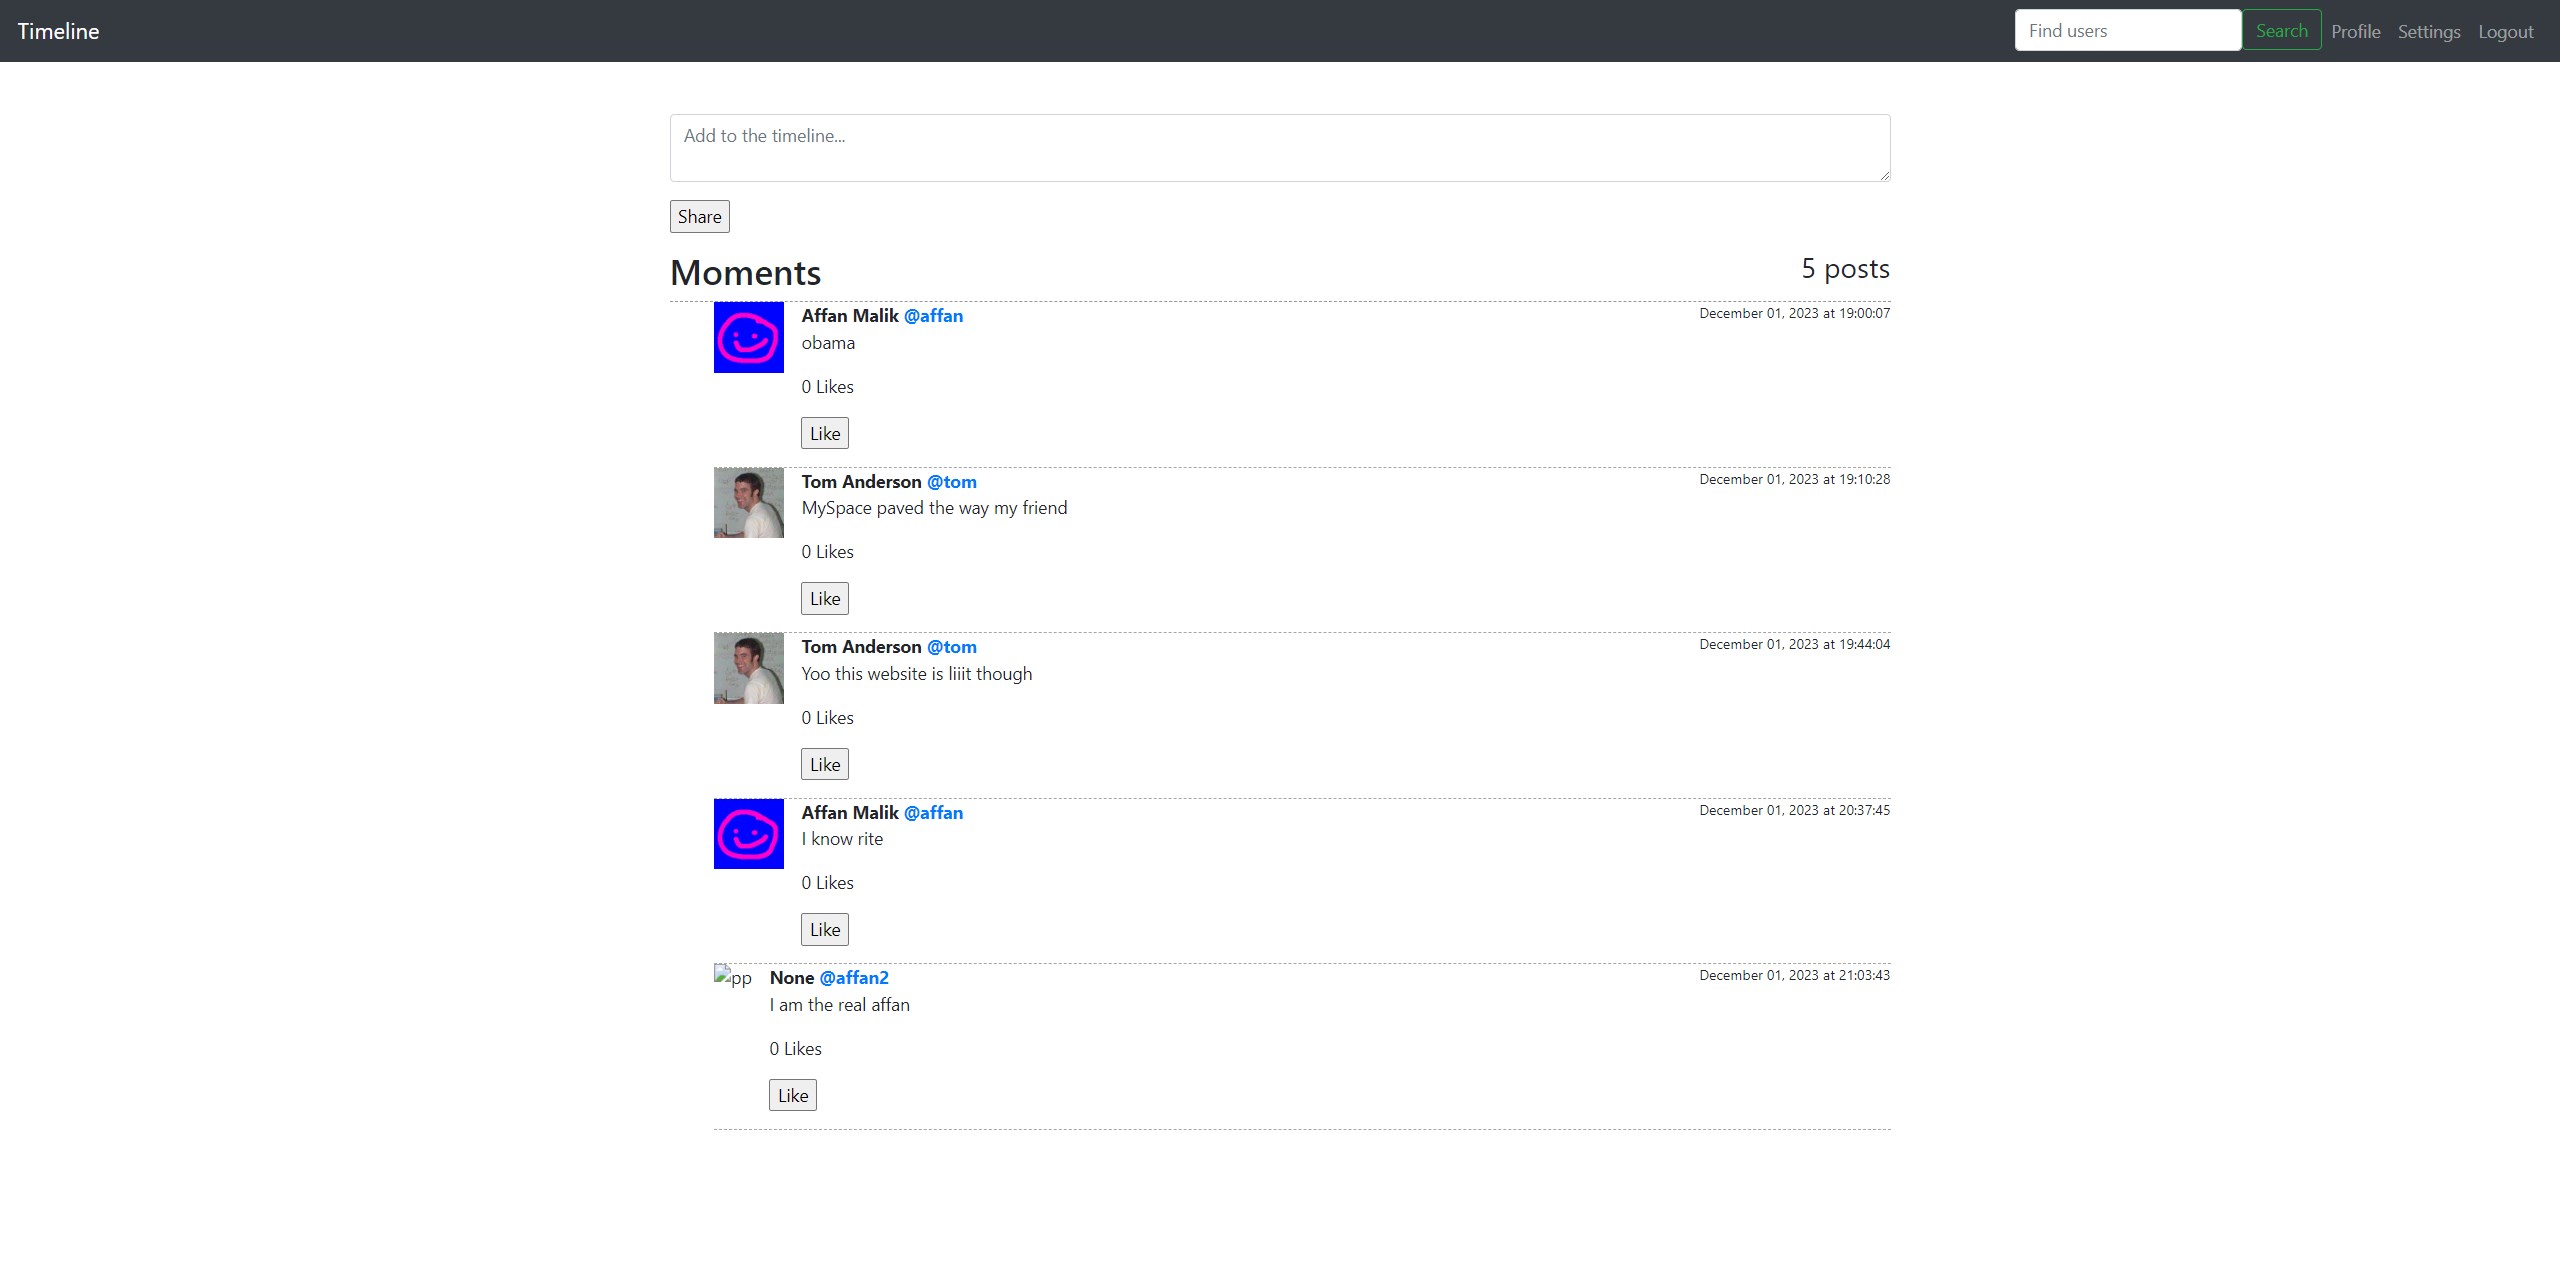 Timeline
Find users
Search
Profile
Settings
Logout
Add to the timeline...
Share
Moments
5 posts
Affan Malik @affan
December 01, 2023 at 19:00:07
obama
0 Likes
Like
Tom Anderson @tom
December 01, 2023 at 19:10:28
MySpace paved the way my friend
0 Likes
Like
Tom Anderson @tom
December 01, 2023 at 19:44:04
Yoo this website is liiit though
0 Likes
Like
Affan Malik @affan
December 01, 2023 at 20:37:45
I know rite
0 Likes
Like
pp
None @affan2
December 01, 2023 at 21:03:43
I am the real affan
0 Likes
Like